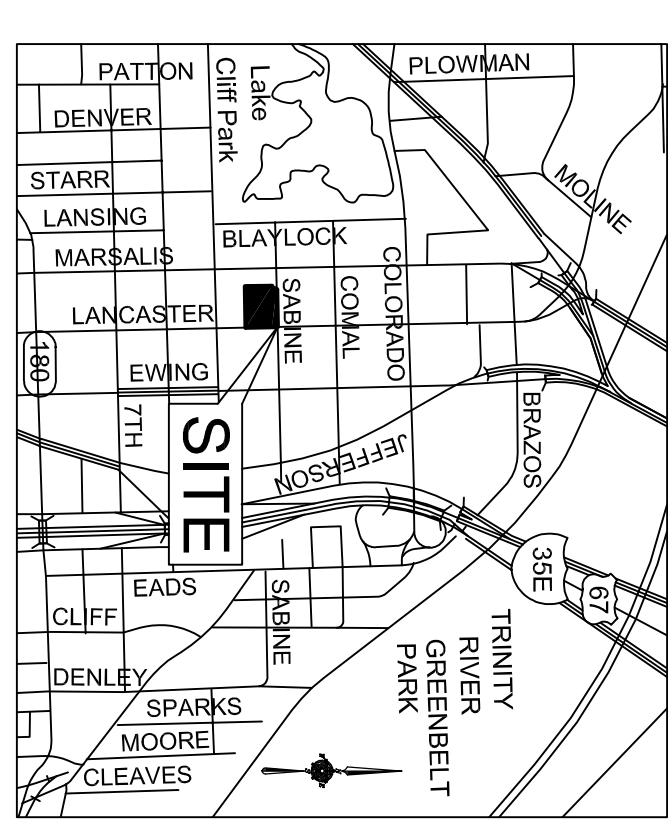 PATTON
Lake
Cliff Park
PLOWMAN
DENVER
STARR
MOLINE
LANSING
BLAYLOCK
MARSALIS
COLORADO
SABINE
COMAL
LANCASTER
180
EWING
7TH
BRAZOS
SITE
JEFFERSON
35E
67
EADS
SABINE
CLIFF
TRINITY
RIVER
GREENBELT
PARK
DENLEY
SPARKS
MOORE
CLEAVES